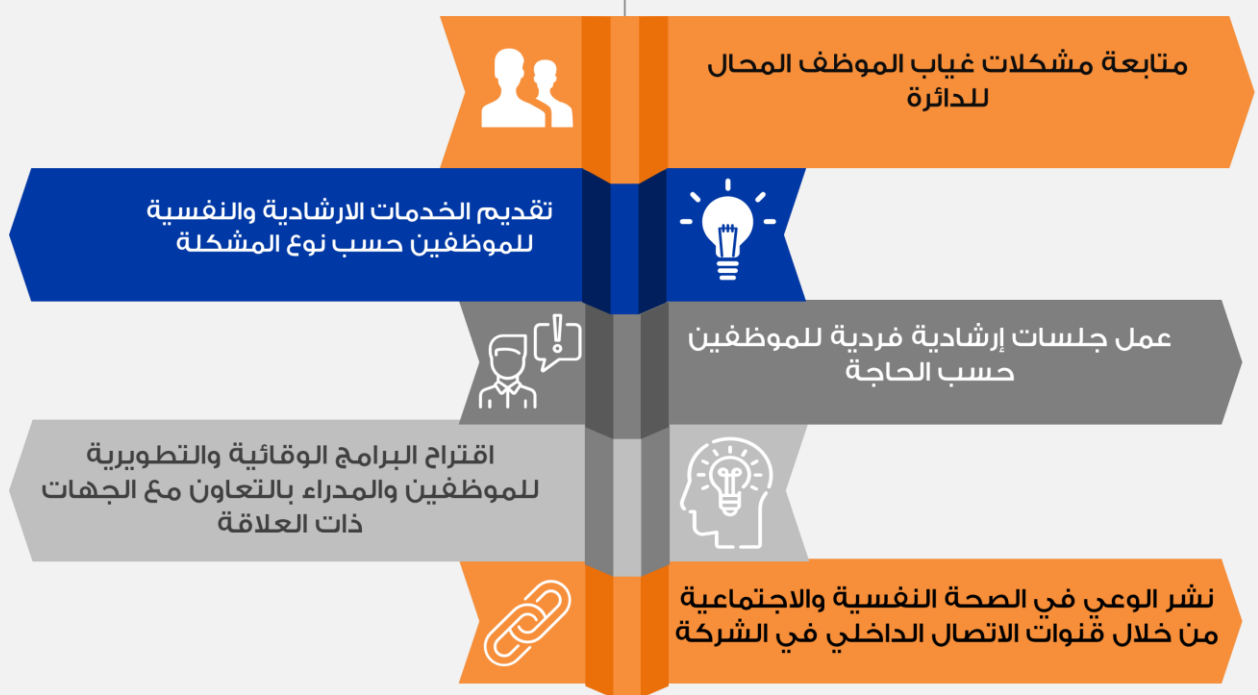 متابعة مشكلات غياب الموظف المحال
للدائرة
تقديم الخدمات الارشادية والنفسية
للموظفين حسب نوع المشكلة
عمل جلسات إرشادية فردية للموظفين
حسب الحاجة
اقتراح البرامج الوقائية والتطويرية
للموظفين والمدراء بالتعاون مع الجهات
ذات العلاقة
نشر الوعي في الصحة النفسية والاجتماعية
من خلال قنوات الاتصال الداخلي في الشركة